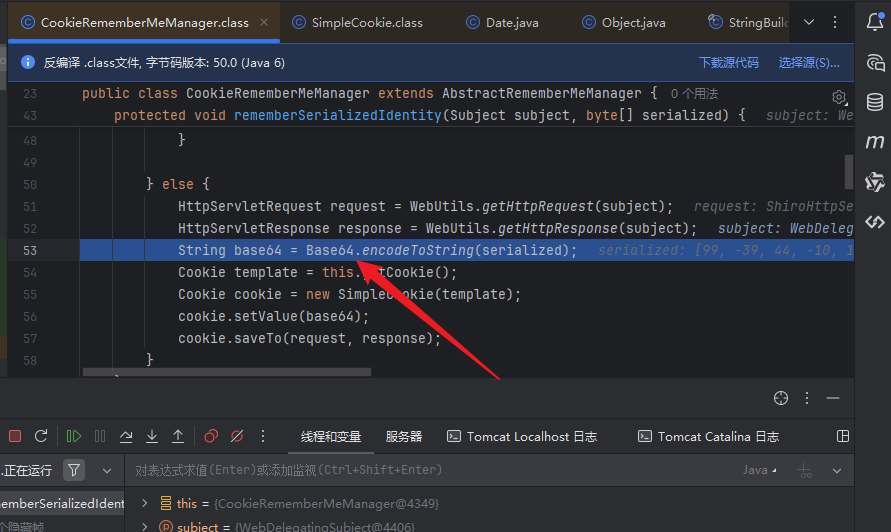 CookieRememberMeManager.class
SimpleCookie.class
Date.java
Object.java
StringBuil
反编译 .class文件, 字节码版本: 50.0 (Java 6)
下载源代码
选择源(S)...
23 public class CookieRememberMeManager extends AbstractRememberMeManager { 0个用法
43 protected void rememberSerializedIdentity(Subject subject, byte[] serialized) { subject: We
48 }
49
50 } else {
51 HttpServletRequest request = WebUtils.getHttpRequest(subject); request: ShiroHttpSe
52 HttpServletResponse response = WebUtils.getHttpResponse(subject); subject: WebDeleg
53 String base64 = Base64.encodeToString(serialized); serialized: [99, -39, 44, -10, 1
54 Cookie template = this. tCookie();
55 Cookie cookie = new SimpleCookie(template);
56 cookie.setValue(base64);
57 cookie.saveTo(request, response);
58 }
线程和变量
服务器
Tomcat Localhost 日志
Tomcat Catalina 日志
.正在运行
对表达式求值(Enter)或添加监视(Ctrl+Shift+Enter)
Java
memberSerializedIdent
this = {CookieRememberMeManager@4349}
个隐藏帧
subject = {WebDelegatingSubject@4406}